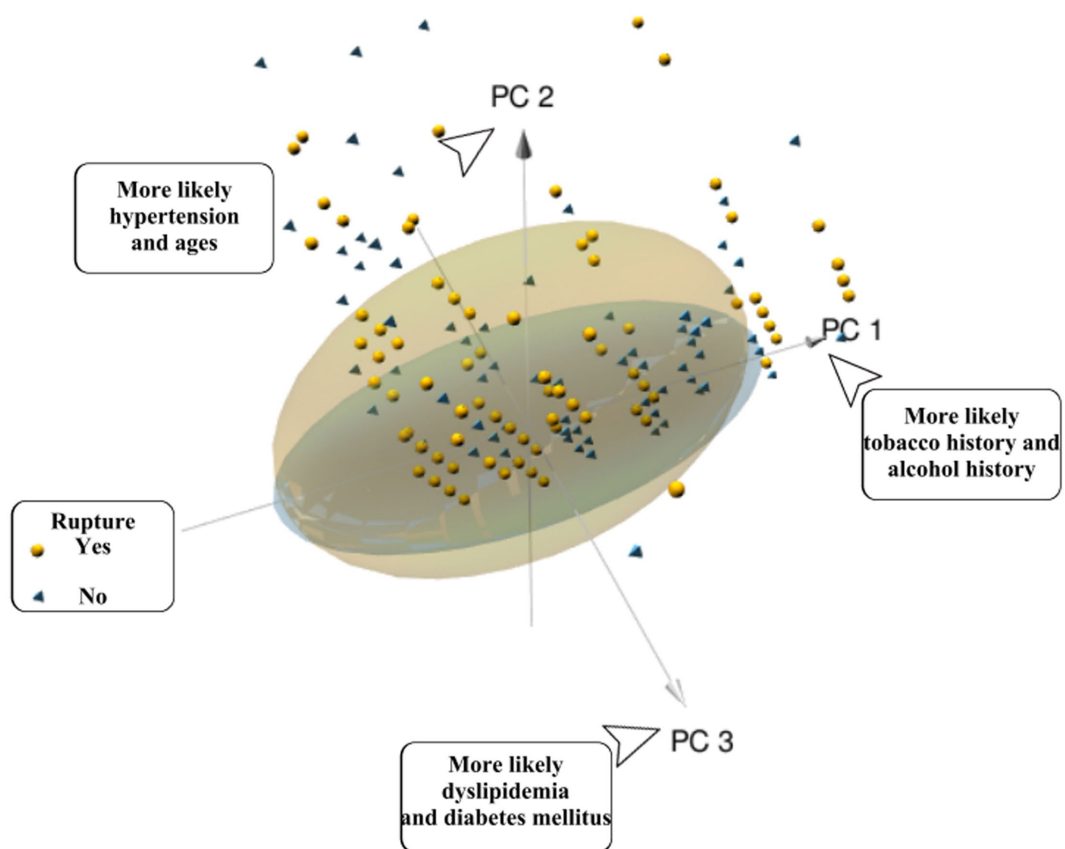 PC 2
More likely
hypertension
and ages
PC 1
More likely
tobacco history and
alcohol history
Rupture
Yes
No
PC 3
More likely
dyslipidemia
and diabetes mellitus